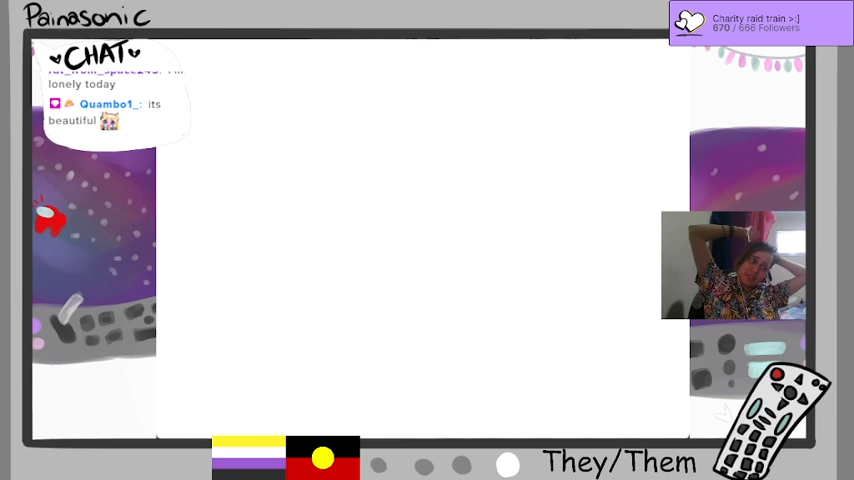 Painasonic
Charity raid train >:]
670 / 666 Followers
CHAT
lonely today
Quambo1_: its
beautiful
They/Them